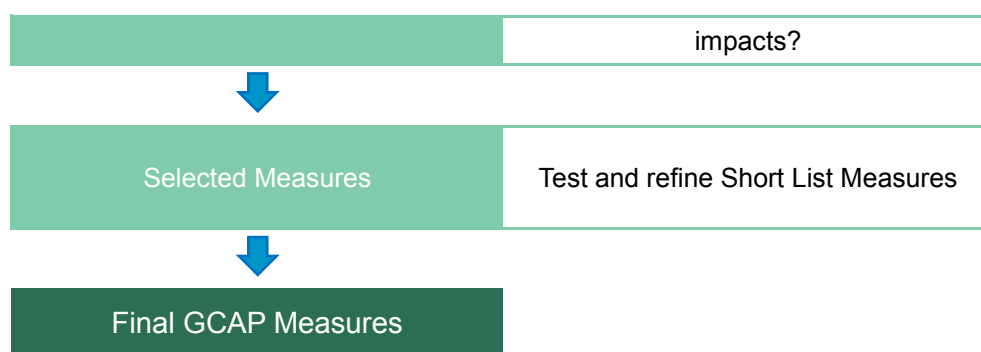 impacts?
Selected Measures
Test and refine Short List Measures
Final GCAP Measures